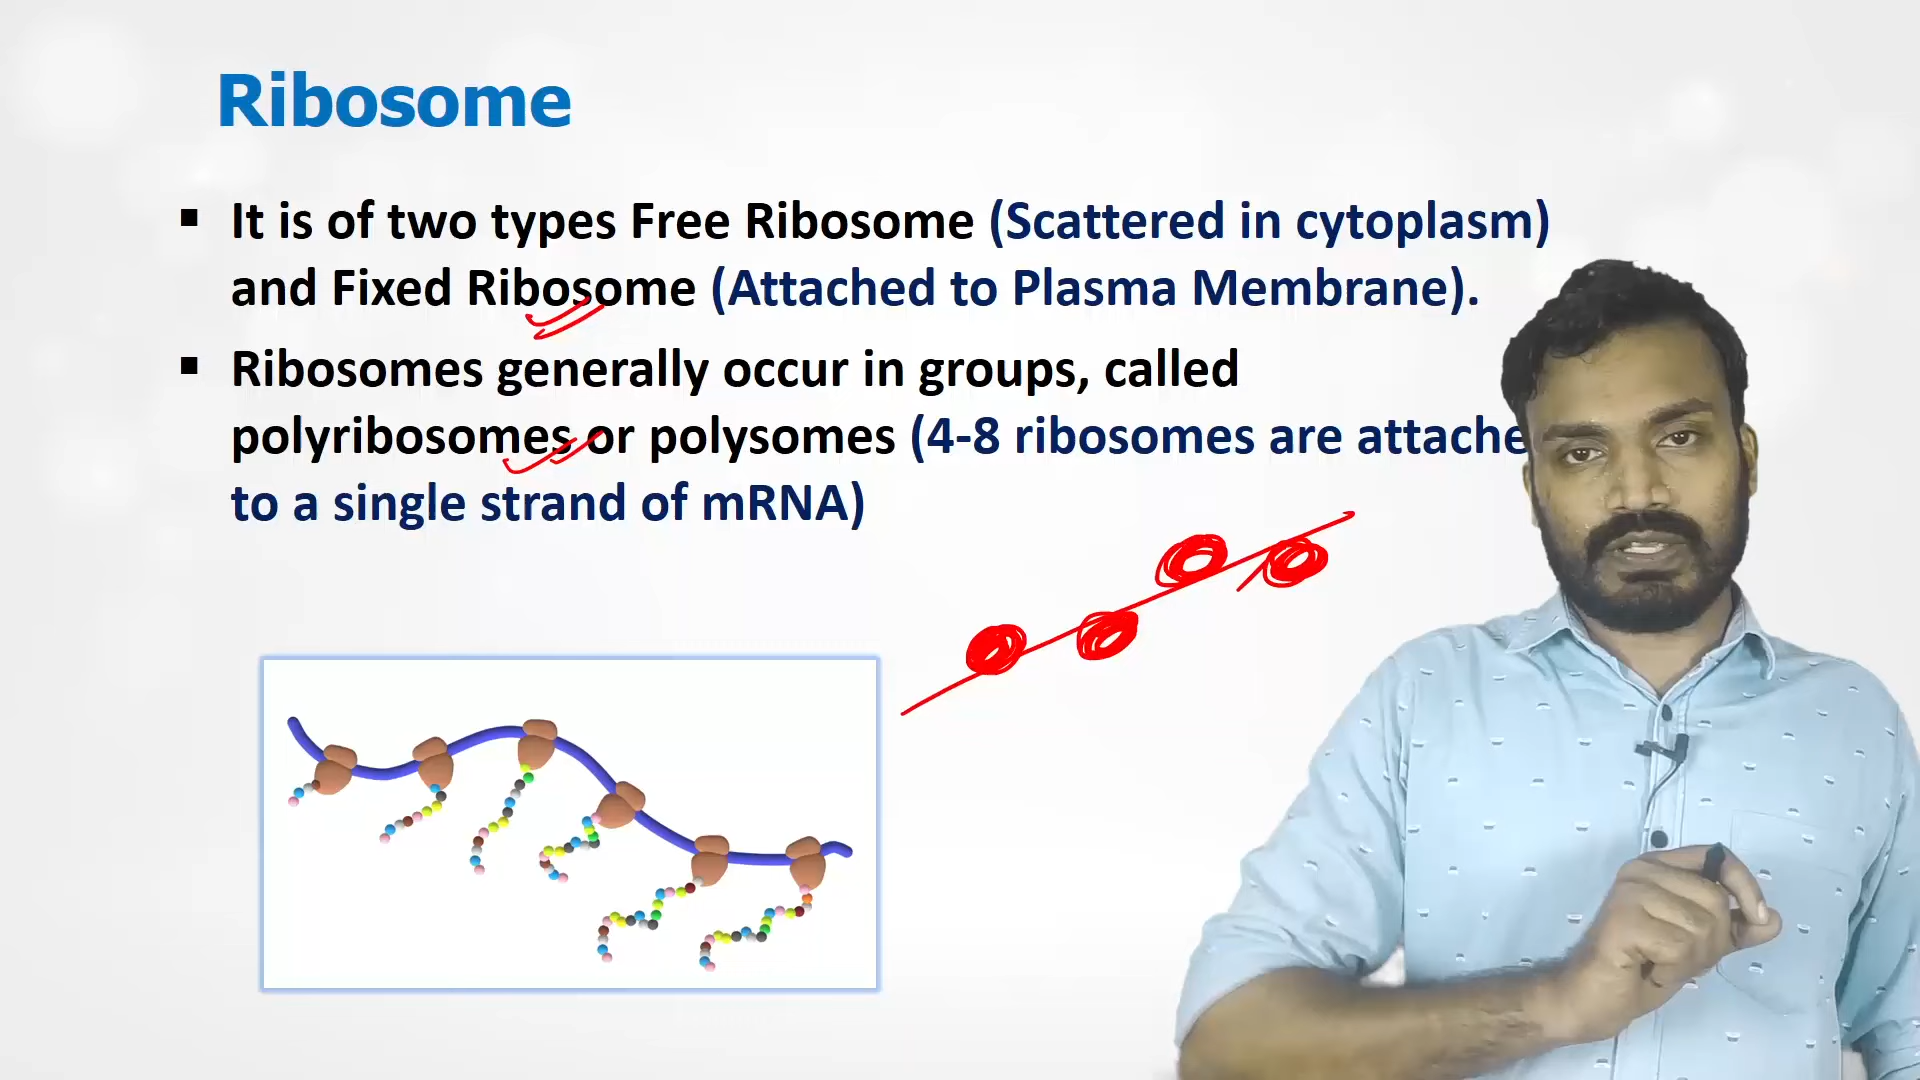 Ribosome
▪ It is of two types Free Ribosome (Scattered in cytoplasm)
and Fixed Ribosome (Attached to Plasma Membrane).
▪ Ribosomes generally occur in groups, called
polyribosomes or polysomes (4-8 ribosomes are attache
to a single strand of mRNA)